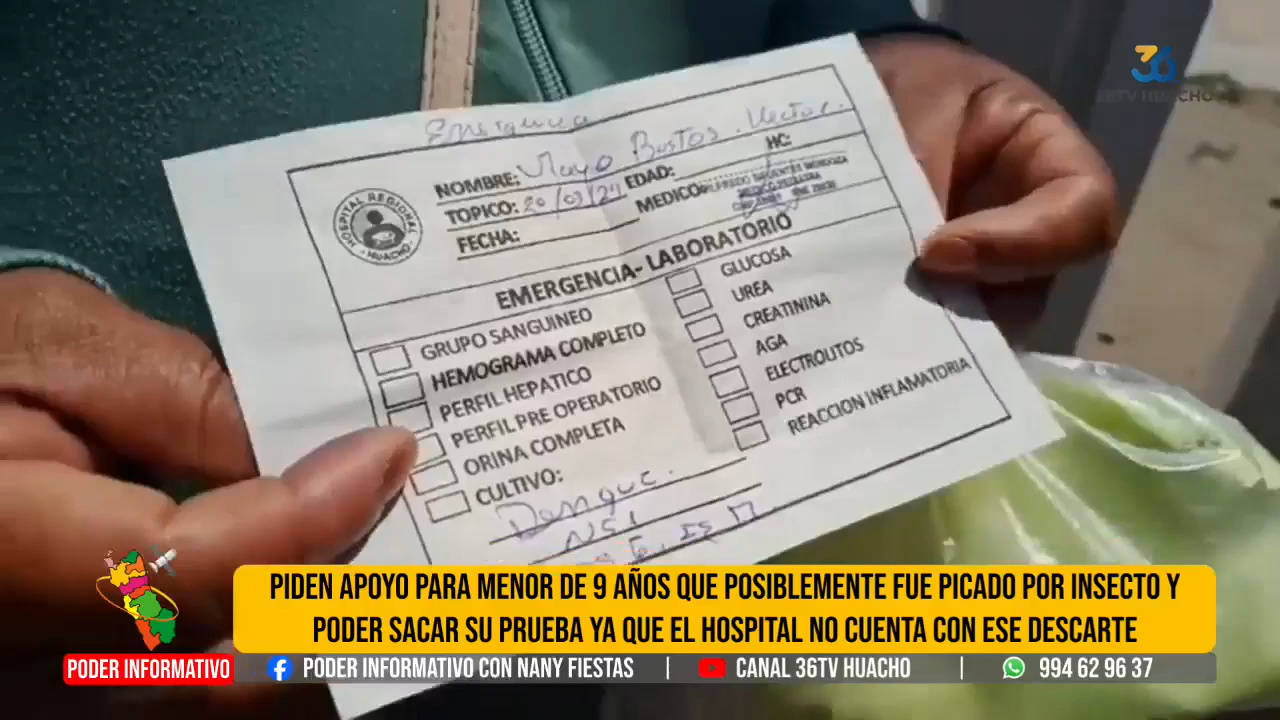 36
36TV HUACHO
Emergencia
NOMBRE: Mayo Bustos. Hector.
HC:
TOPICO: 20/03/24 EDAD:
MEDICO
FECHA:
HOSPITAL REGIONAL
HUACHO
EMERGENCIA- LABORATORIO
GRUPO SANGUINEO
HEMOGRAMA COMPLETO
PERFIL HEPATICO
PERFIL PRE OPERATORIO
ORINA COMPLETA
CULTIVO:
GLUCOSA
UREA
CREATININA
AGA
ELECTROLITOS
PCR
REACCION INFLAMATORIA
Dengue.
NS1
PIDEN APOYO PARA MENOR DE 9 AÑOS QUE POSIBLEMENTE FUE PICADO POR INSECTO Y
PODER SACAR SU PRUEBA YA QUE EL HOSPITAL NO CUENTA CON ESE DESCARTE
PODER INFORMATIVO
PODER INFORMATIVO CON NANY FIESTAS | CANAL 36TV HUACHO | 994 62 96 37